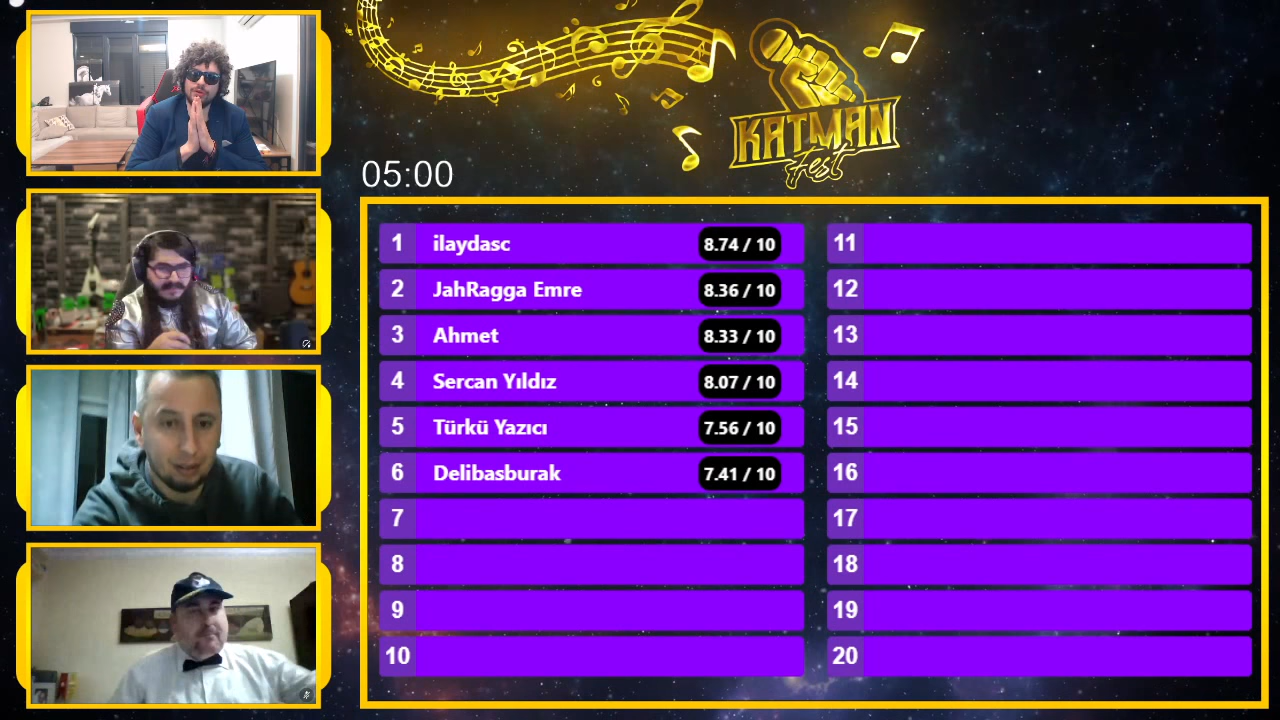 KATMAN
Fest
05:00
1 ilaydasc 8.74 / 10
2 JahRagga Emre 8.36 / 10
3 Ahmet 8.33 / 10
4 Sercan Yıldız 8.07 / 10
5 Türkü Yazıcı 7.56 / 10
6 Delibasburak 7.41 / 10
7
8
9
10
11
12
13
14
15
16
17
18
19
20